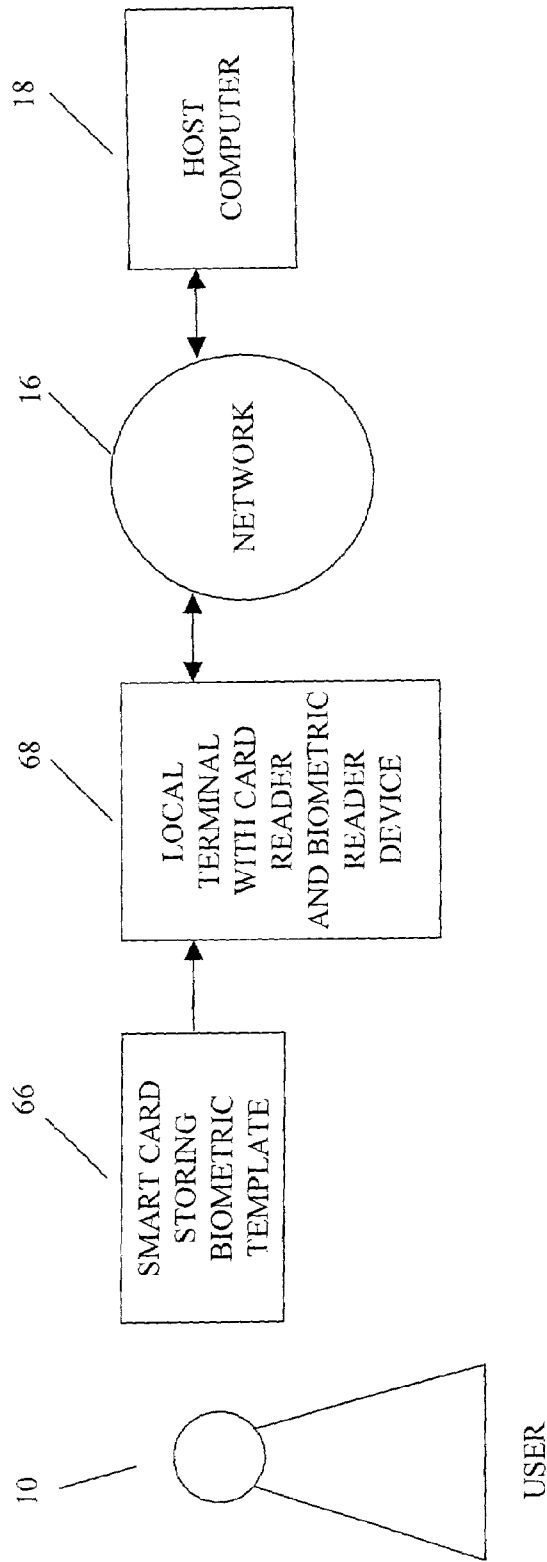 10
66
68
16
18
SMART CARD
STORING
BIOMETRIC
TEMPLATE
LOCAL
TERMINAL
WITH CARD
READER
AND BIOMETRIC
READER
DEVICE
NETWORK
HOST
COMPUTER
USER